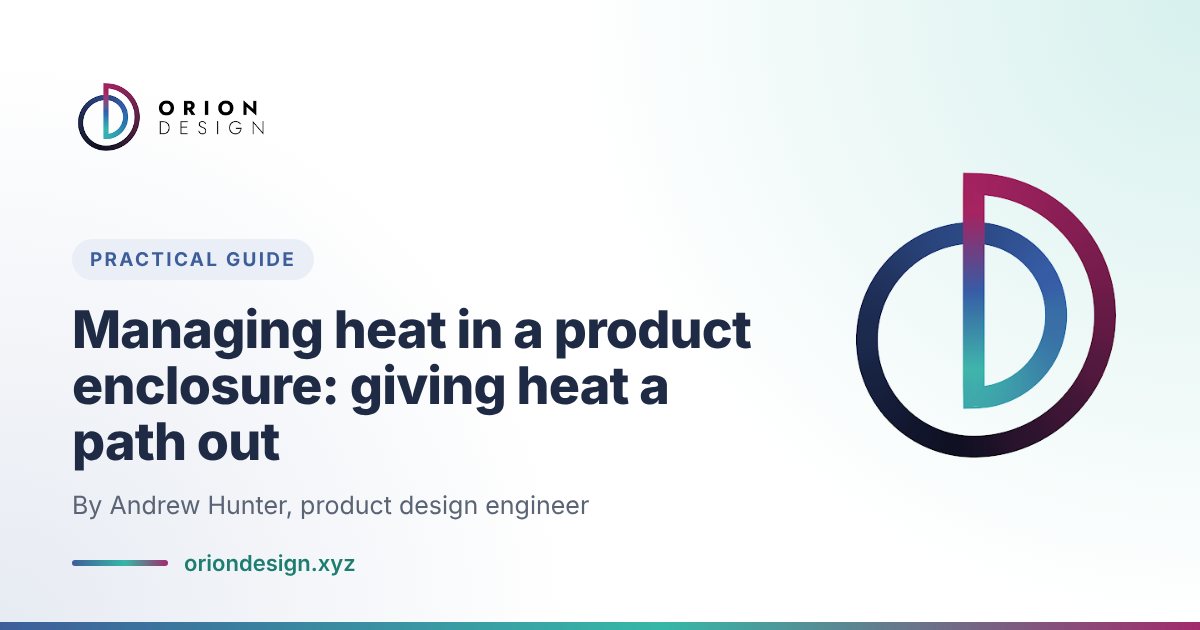 ORION
DESIGN
PRACTICAL GUIDE
Managing heat in a product
enclosure: giving heat a
path out
By Andrew Hunter, product design engineer
oriondesign.xyz